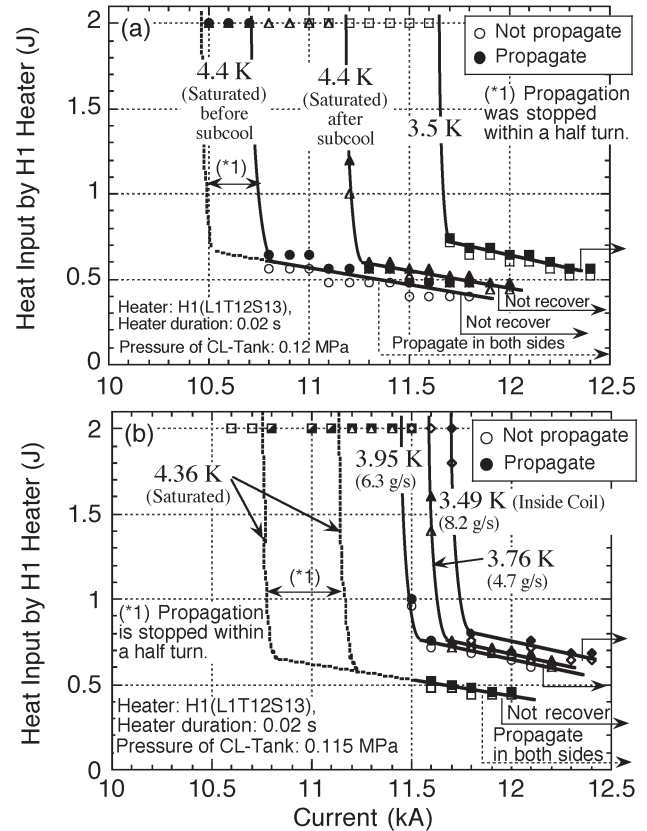 (a)
Not propagate
Propagate
4.4 K
(Saturated)
before
subcool
4.4 K
(Saturated)
after
subcool
3.5 K
(*1) Propagation
was stopped
within a half turn.
(*1)
Heater: H1(L1T12S13),
Heater duration: 0.02 s
Pressure of CL-Tank: 0.12 MPa
Not recover
Not recover
Propagate in both sides
Heat Input by H1 Heater (J)
2
1.5
1
0.5
0
10 10.5 11 11.5 12 12.5
(b)
Not propagate
Propagate
4.36 K
(Saturated)
3.95 K
(6.3 g/s)
3.49 K (Inside Coil)
(8.2 g/s)
3.76 K
(4.7 g/s)
(*1)
(*1) Propagation
is stopped within
a half turn.
Heater: H1(L1T12S13),
Heater duration: 0.02 s
Pressure of CL-Tank: 0.115 MPa
Not recover
Propagate
in both sides
Heat Input by H1 Heater (J)
2
1.5
1
0.5
0
10 10.5 11 11.5 12 12.5
Current (kA)